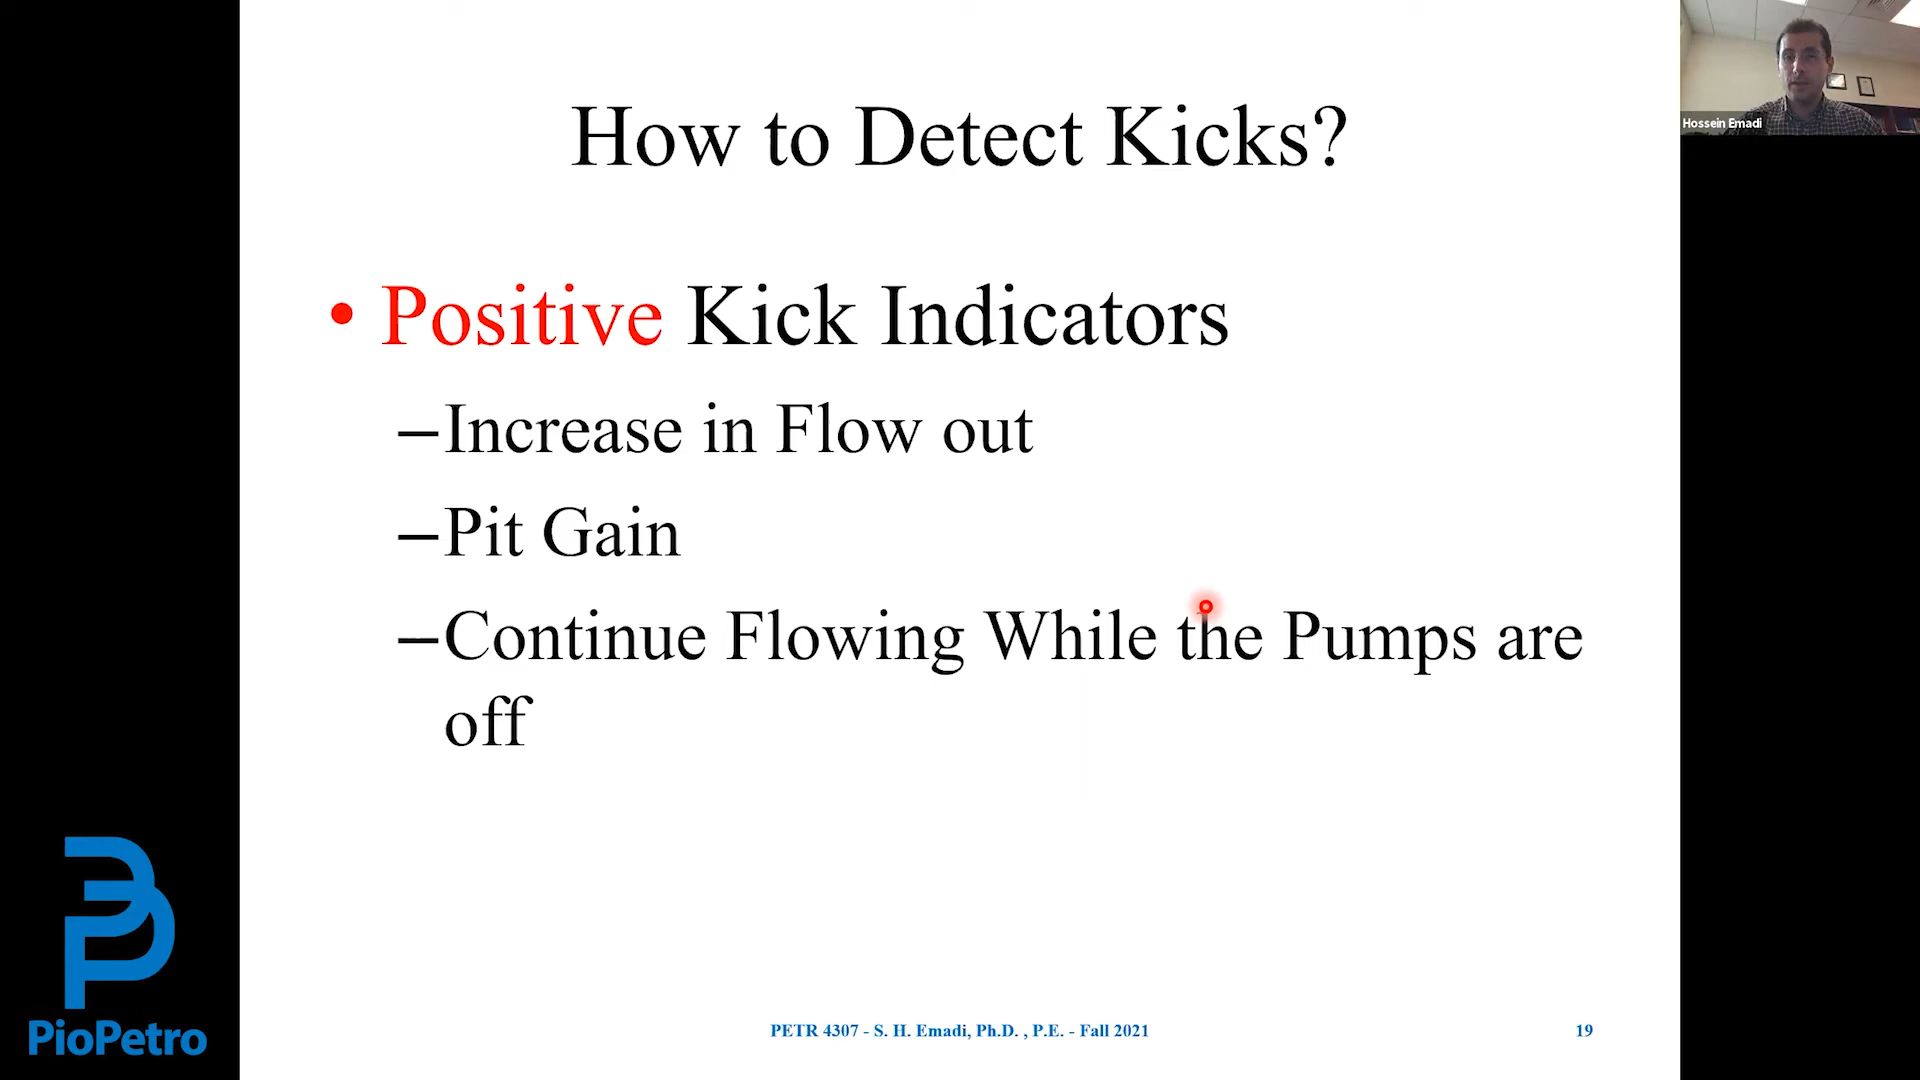 How to Detect Kicks?
Hossein Emadi
• Positive Kick Indicators
–Increase in Flow out
–Pit Gain
–Continue Flowing While the Pumps are
off
PioPetro
PETR 4307 - S. H. Emadi, Ph.D. , P.E. - Fall 2021
19